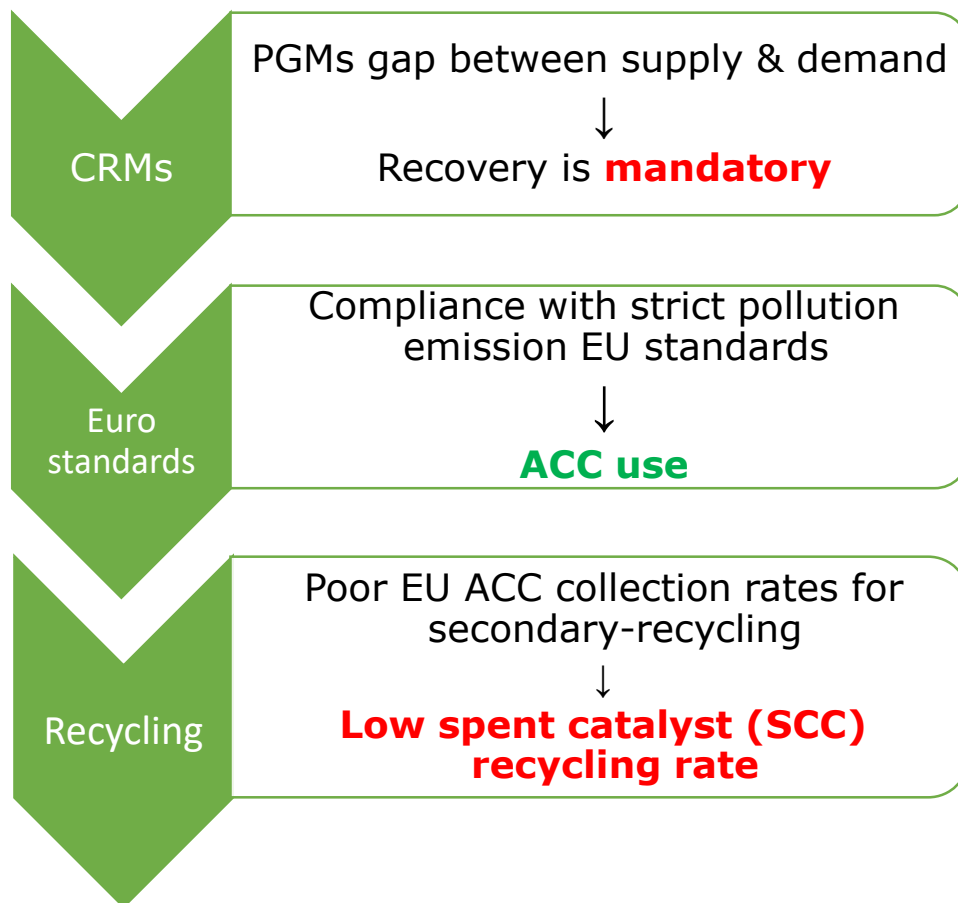 CRMs
PGMs gap between supply & demand
↓
Recovery is mandatory
Euro
standards
Compliance with strict pollution
emission EU standards
↓
ACC use
Recycling
Poor EU ACC collection rates for
secondary-recycling
↓
Low spent catalyst (SCC)
recycling rate